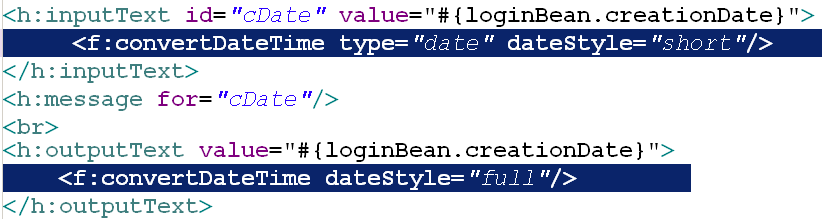 <h:inputText id="cDate" value="#{loginBean.creationDate}">
<f:convertDateTime type="date" dateStyle="short"/>
</h:inputText>
<h:message for="cDate"/>
<br>
<h:outputText value="#{loginBean.creationDate}">
<f:convertDateTime dateStyle="full"/>
</h:outputText>